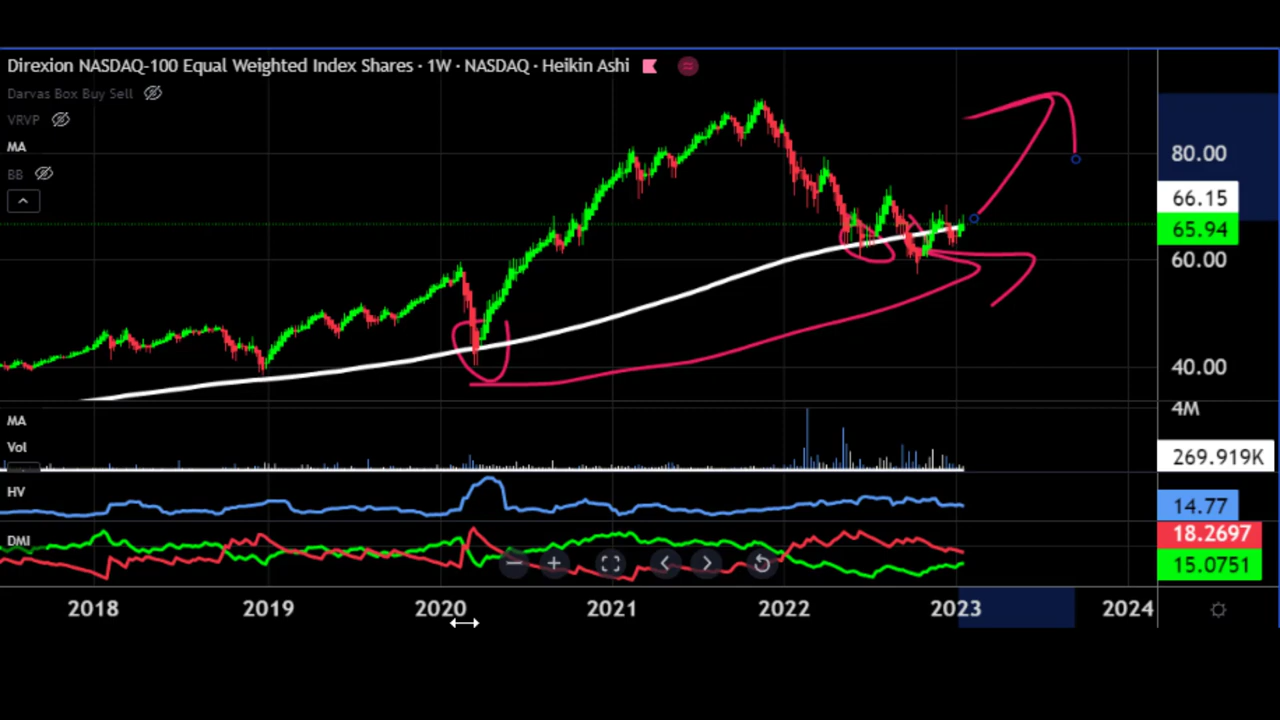 Direxion NASDAQ-100 Equal Weighted Index Shares · 1W · NASDAQ · Heikin Ashi
Darvas Box Buy Sell
VRVP
MA
BB
80.00
66.15
65.94
60.00
40.00
MA
4M
Vol
269.919K
HV
14.77
DMI
18.2697
15.0751
2018 2019 2020 2021 2022 2023 2024